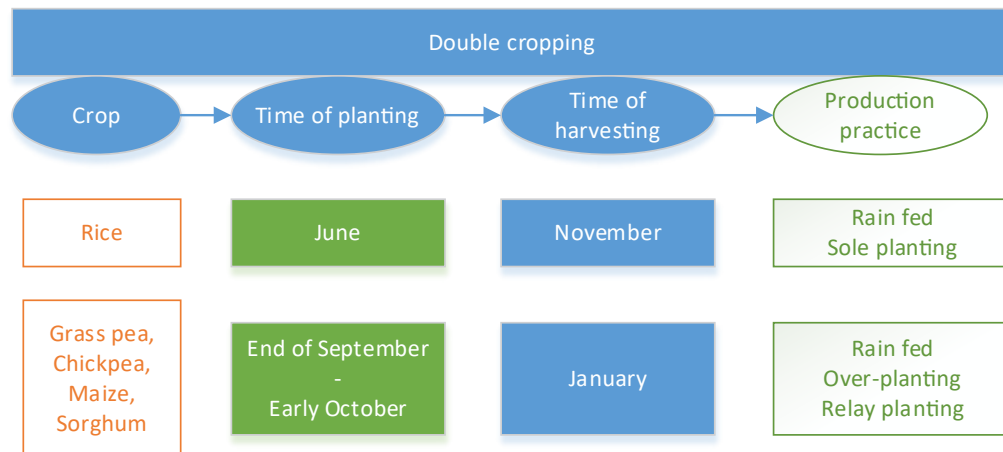 Double cropping
Crop
Time of planting
Time of
harvesting
Production
practice
Rice
June
November
Rain fed
Sole planting
Grass pea,
Chickpea,
Maize,
Sorghum
End of September
-
Early October
January
Rain fed
Over-planting
Relay planting